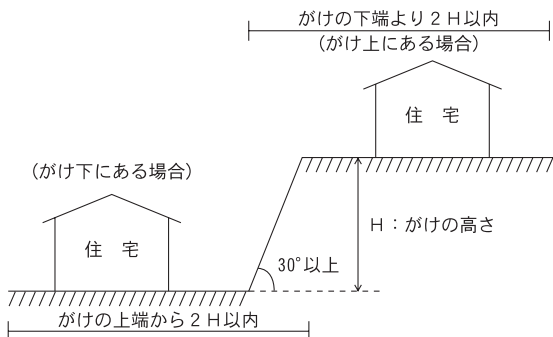 がけの下端より２Ｈ以内
(がけ上にある場合)
住　宅
(がけ下にある場合)
Ｈ：がけの高さ
住　宅
30°以上
がけの上端から２Ｈ以内